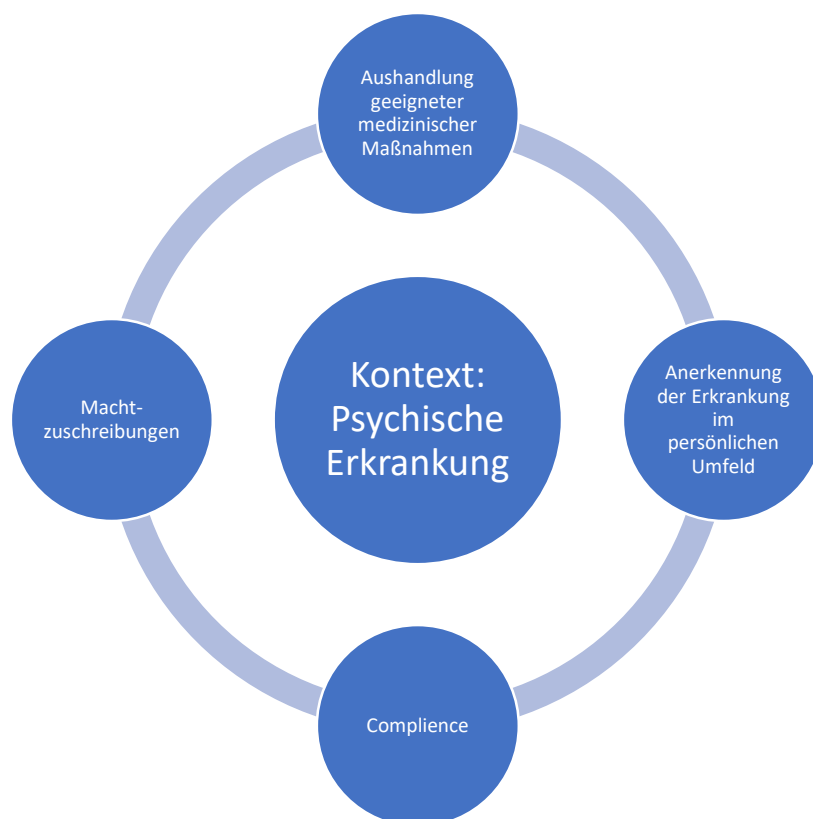 Aushandlung
geeigneter
medizinischer
Maßnahmen
Kontext:
Psychische
Erkrankung
Macht-
zuschreibungen
Anerkennung
der Erkrankung
im
persönlichen
Umfeld
Complience